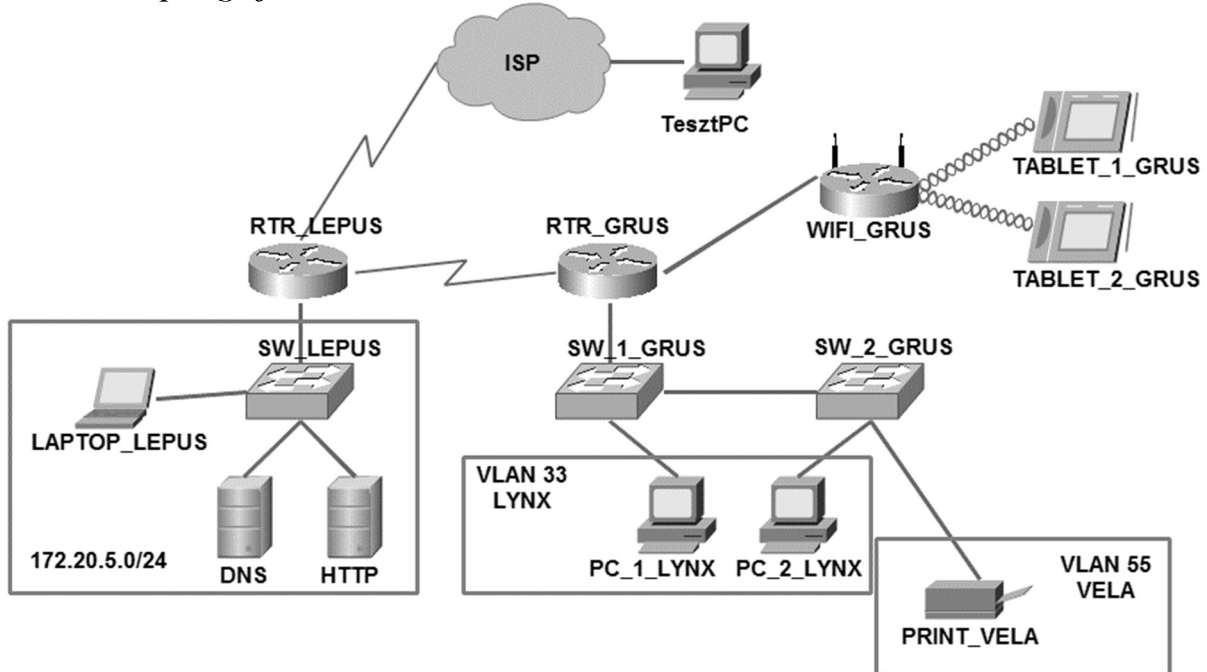 ISP
TesztPC
TABLET_1_GRUS
WIFI_GRUS
TABLET_2_GRUS
RTR_LEPUS
RTR_GRUS
SW_LEPUS
SW_1_GRUS
SW_2_GRUS
LAPTOP_LEPUS
VLAN 33
LYNX
172.20.5.0/24
DNS
HTTP
PC_1_LYNX
PC_2_LYNX
VLAN 55
VELA
PRINT_VELA